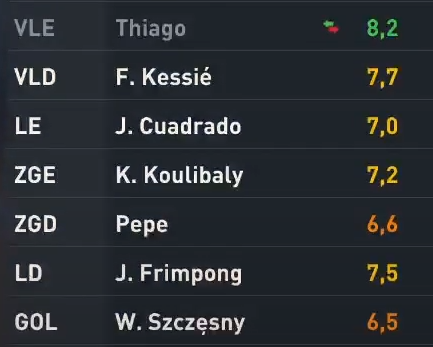 VLE Thiago 8,2
VLD F. Kessié 7,7
LE J. Cuadrado 7,0
ZGE K. Koulibaly 7,2
ZGD Pepe 6,6
LD J. Frimpong 7,5
GOL W. Szczęsny 6,5